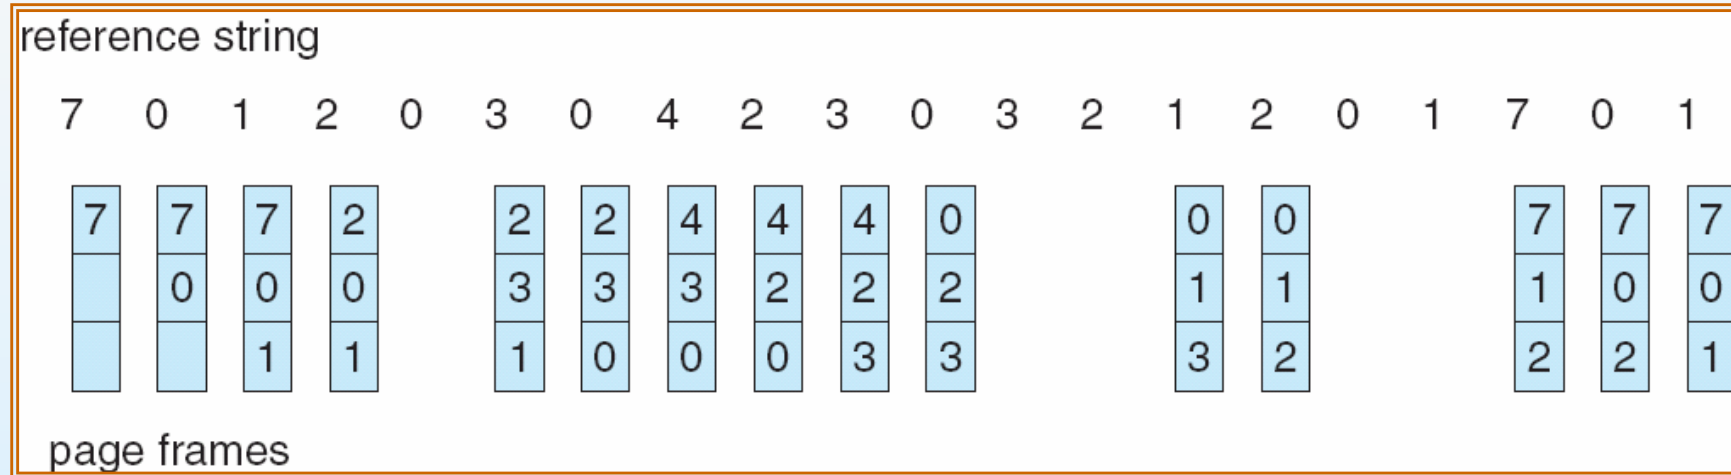 reference string
7 0 1 2 0 3 0 4 2 3 0 3 2 1 2 0 1 7 0 1
7 7 7 2 2 2 4 4 4 0 0 0 7 7 7
0 0 0 3 3 3 2 2 2 1 1 1 0 0
1 1 1 0 0 0 3 3 3 2 2 2 1
page frames